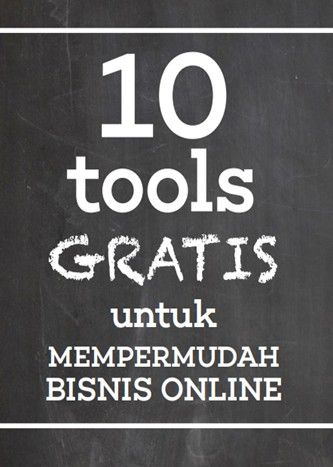 10
tools
GRATIS
untuk
MEMPERMUDAH
BISNIS ONLINE